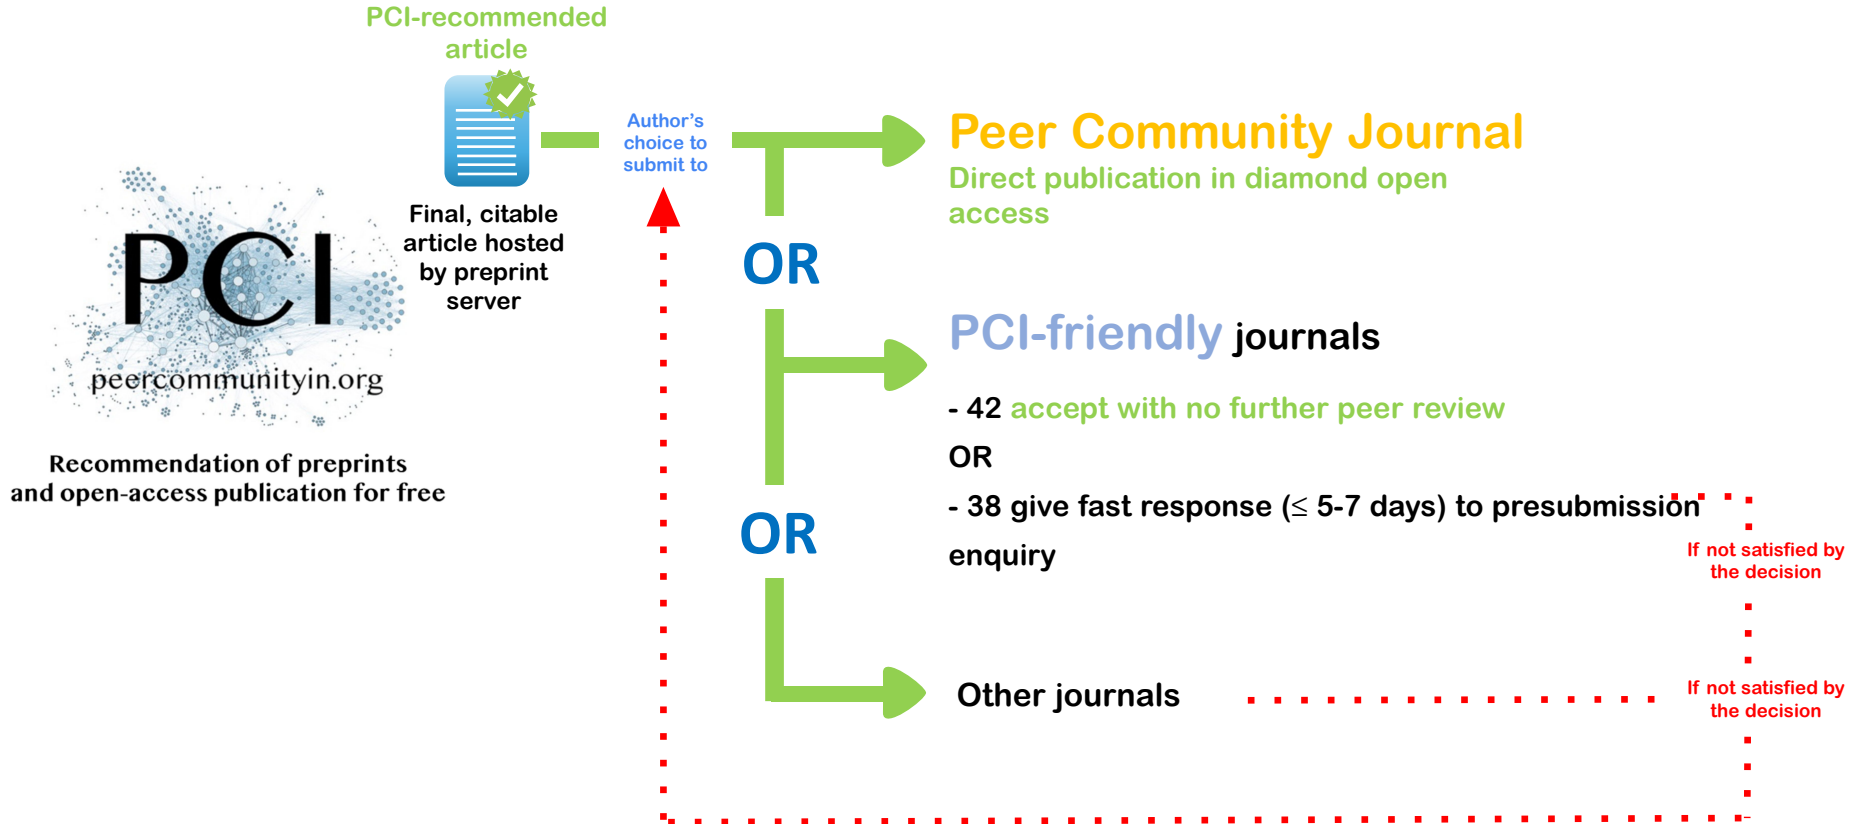 PCI-recommended
article
Final, citable
article hosted
by preprint
server
PCI
peercommunityin.org
Recommendation of preprints
and open-access publication for free
Author's
choice to
submit to
Peer Community Journal
Direct publication in diamond open
access
OR
PCI-friendly journals
- 42 accept with no further peer review
OR
- 38 give fast response (≤ 5-7 days) to presubmission
enquiry
If not satisfied by
the decision
OR
Other journals
If not satisfied by
the decision